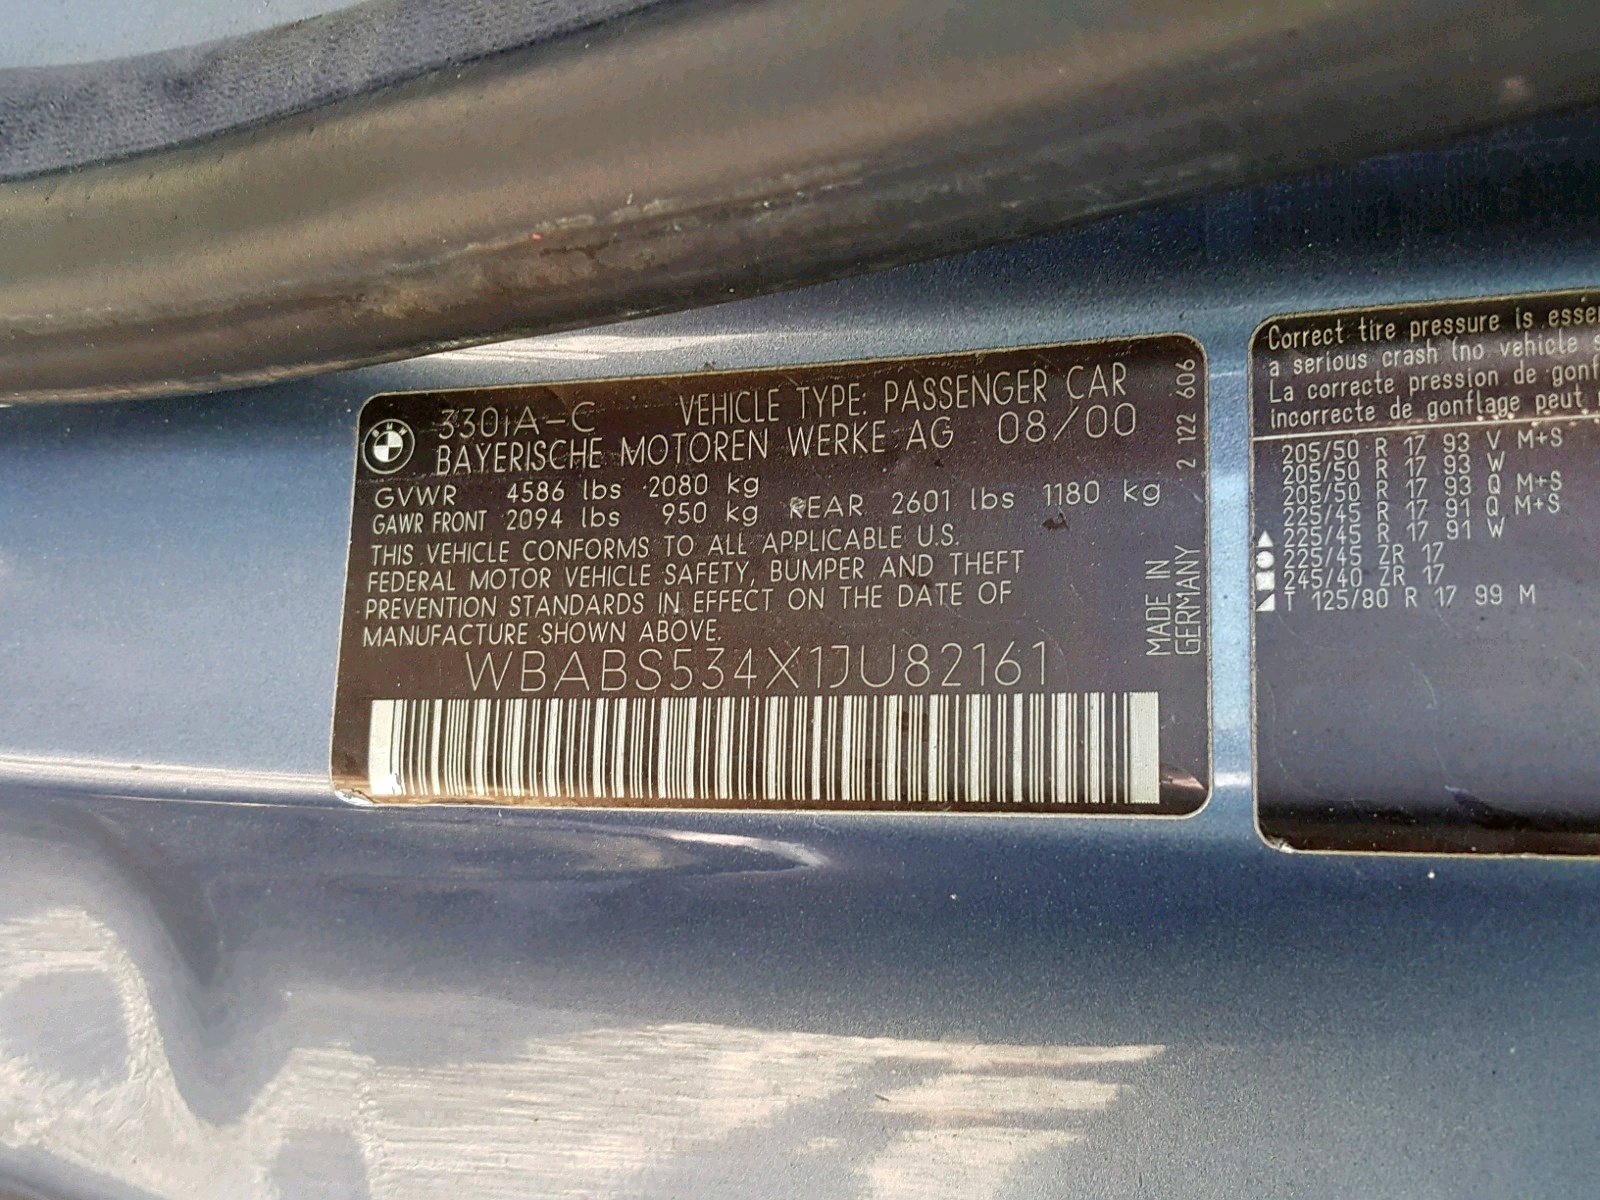 330iA-C VEHICLE TYPE: PASSENGER CAR
BAYERISCHE MOTOREN WERKE AG 08/00
GVWR 4586 lbs 2080 kg
GAWR FRONT 2094 lbs 950 kg REAR 2601 lbs 1180 kg
THIS VEHICLE CONFORMS TO ALL APPLICABLE U.S.
FEDERAL MOTOR VEHICLE SAFETY, BUMPER AND THEFT
PREVENTION STANDARDS IN EFFECT ON THE DATE OF
MANUFACTURE SHOWN ABOVE.
WBABS534X1JU82161
MADE IN
GERMANY
2 122 606
Correct tire pressure is
a serious crash (no vehicle
La correcte pression de
incorrecte de gonflage peut
205/50 R 17 93 V M+S
205/50 R 17 93 W
205/50 R 17 93 Q M+S
225/45 R 17 91 Q M+S
225/45 R 17 91 W
225/45 ZR 17
245/40 ZR 17
T 125/80 R 17 99 M